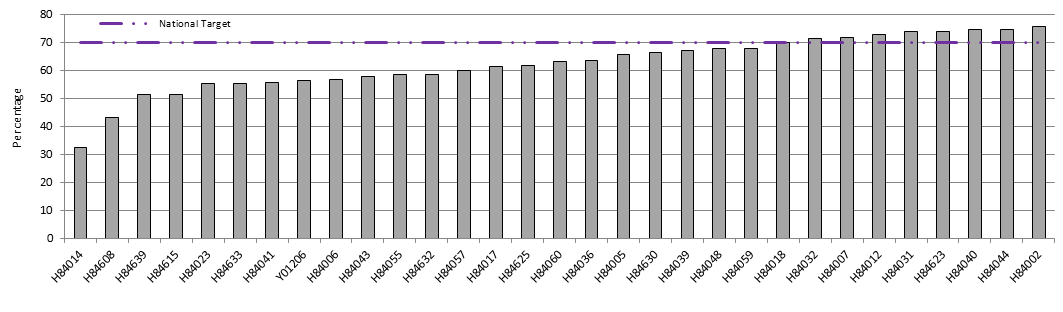 National Target
Percentage
80
70
60
50
40
30
20
10
0
H84014
H84608
H84639
H84615
H84023
H84633
H84041
Y01206
H84006
H84043
H84055
H84632
H84057
H84017
H84625
H84060
H84036
H84005
H84630
H84039
H84048
H84059
H84018
H84032
H84007
H84012
H84031
H84623
H84040
H84044
H84002